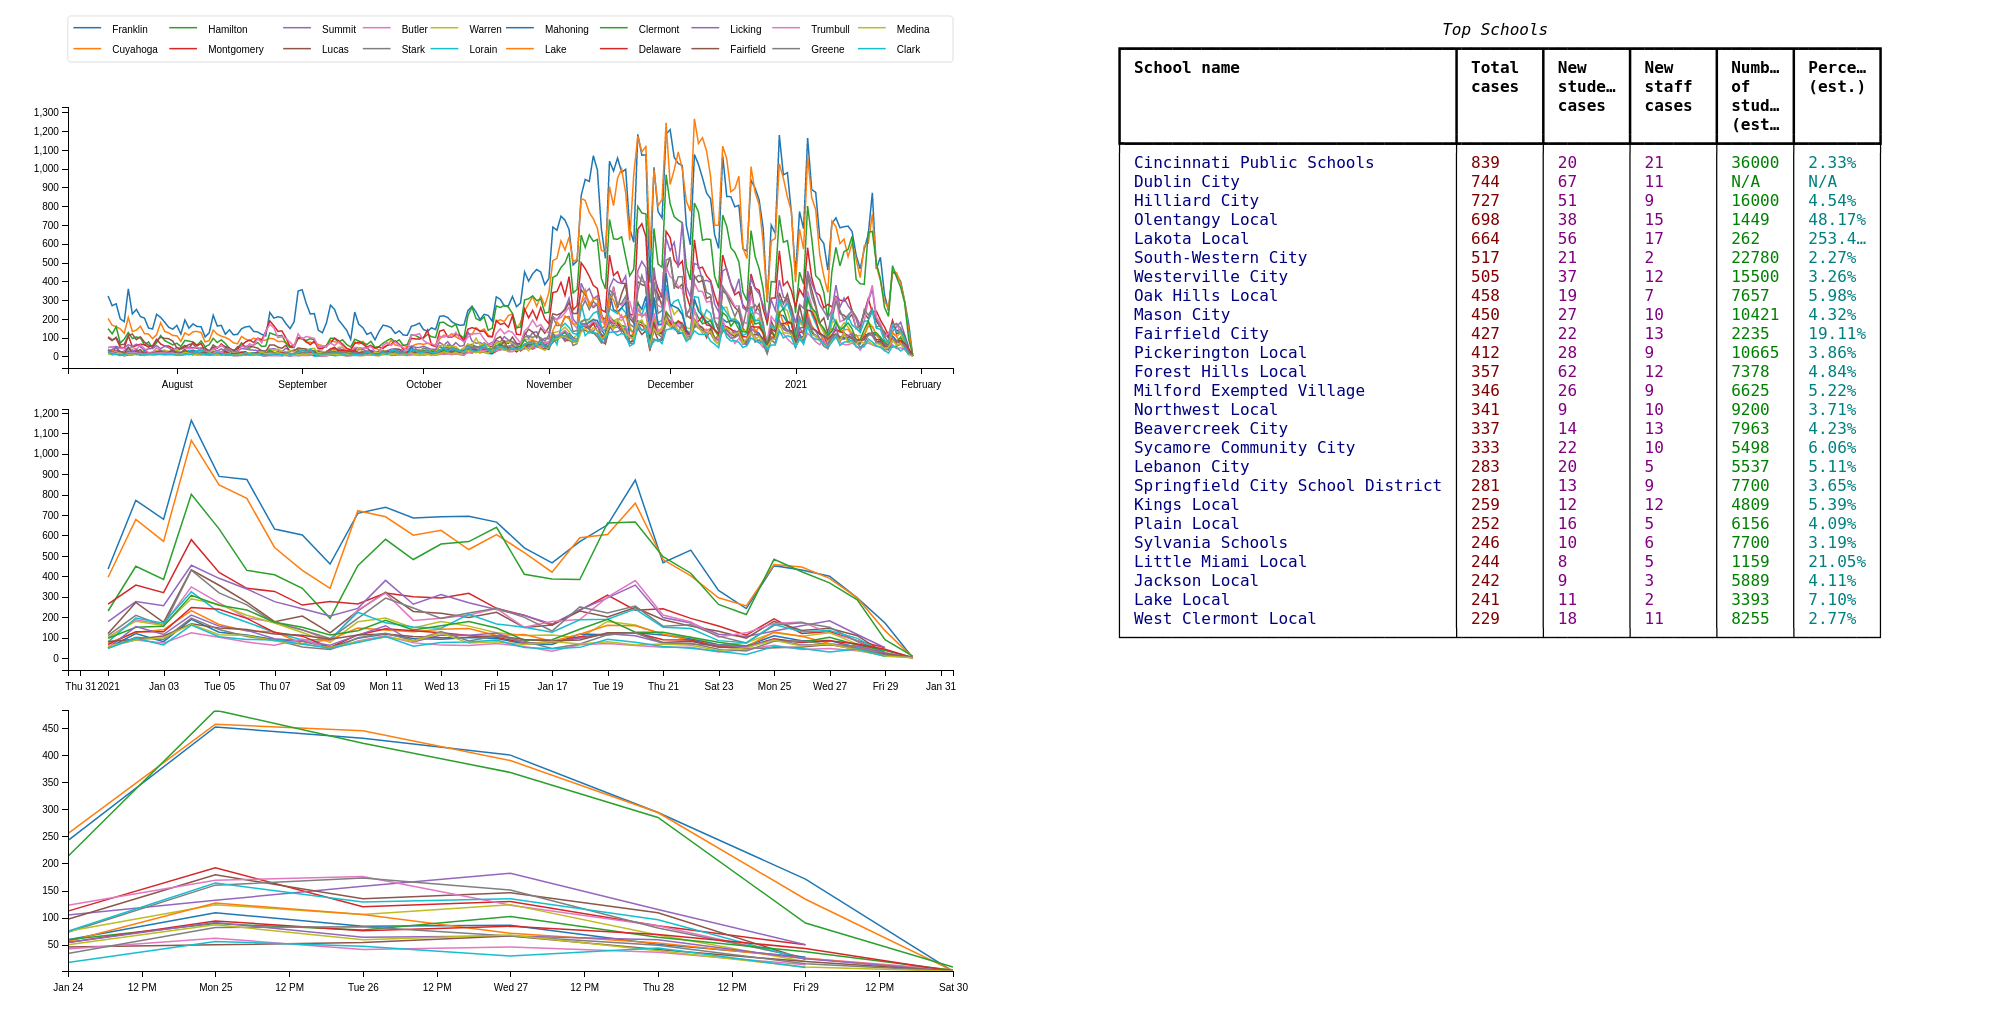 Franklin Hamilton Summit Butler Warren Mahoning Clermont Licking Trumbull Medina
Cuyahoga Montgomery Lucas Stark Lorain Lake Delaware Fairfield Greene Clark
1,300
1,200
1,100
1,000
900
800
700
600
500
400
300
200
100
0
August September October November December 2021 February
1,200
1,100
1,000
900
800
700
600
500
400
300
200
100
0
Thu 31 2021 Jan 03 Tue 05 Thu 07 Sat 09 Mon 11 Wed 13 Fri 15 Jan 17 Tue 19 Thu 21 Sat 23 Mon 25 Wed 27 Fri 29 Jan 31
450
400
350
300
250
200
150
100
50
Jan 24 12 PM Mon 25 12 PM Tue 26 12 PM Wed 27 12 PM Thu 28 12 PM Fri 29 12 PM Sat 30
Top Schools
School name Total New New Numb… Perce…
cases stude… staff of (est.)
cases cases stud…
(est…
Cincinnati Public Schools 839 20 21 36000 2.33%
Dublin City 744 67 11 N/A N/A
Hilliard City 727 51 9 16000 4.54%
Olentangy Local 698 38 15 1449 48.17%
Lakota Local 664 56 17 262 253.4…
South-Western City 517 21 2 22780 2.27%
Westerville City 505 37 12 15500 3.26%
Oak Hills Local 458 19 7 7657 5.98%
Mason City 450 27 10 10421 4.32%
Fairfield City 427 22 13 2235 19.11%
Pickerington Local 412 28 9 10665 3.86%
Forest Hills Local 357 62 12 7378 4.84%
Milford Exempted Village 346 26 9 6625 5.22%
Northwest Local 341 9 10 9200 3.71%
Beavercreek City 337 14 13 7963 4.23%
Sycamore Community City 333 22 10 5498 6.06%
Lebanon City 283 20 5 5537 5.11%
Springfield City School District 281 13 9 7700 3.65%
Kings Local 259 12 12 4809 5.39%
Plain Local 252 16 5 6156 4.09%
Sylvania Schools 246 10 6 7700 3.19%
Little Miami Local 244 8 5 1159 21.05%
Jackson Local 242 9 3 5889 4.11%
Lake Local 241 11 2 3393 7.10%
West Clermont Local 229 18 11 8255 2.77%